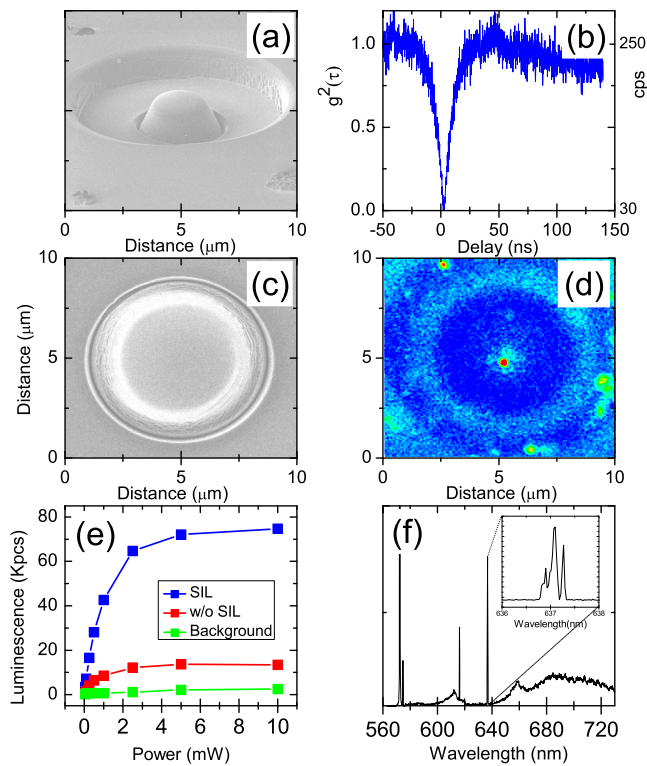 (a)
0
5
10
Distance (μm)
(b)
1.0
0.5
0.0
g²(τ)
250
30
cps
-50
0
50
100
150
Delay (ns)
(c)
10
5
0
Distance (μm)
0
5
10
Distance (μm)
(d)
10
5
0
0
5
10
Distance (μm)
(e)
80
60
40
20
0
Luminescence (Kpcs)
SIL
w/o SIL
Background
0
2
4
6
8
10
Power (mW)
(f)
636
637
638
Wavelength(nm)
560
600
640
680
720
Wavelength (nm)